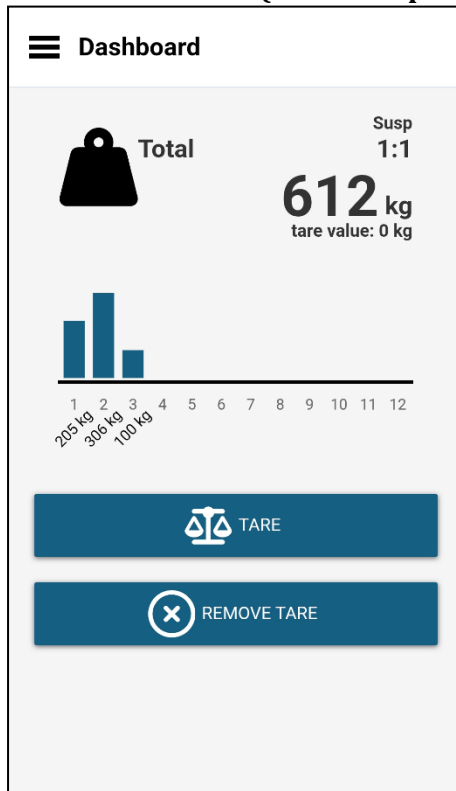 Dashboard
Susp
Total
1:1
612 kg
tare value: 0 kg
1 2 3 4 5 6 7 8 9 10 11 12
205 kg 306 kg 100 kg
TARE
REMOVE TARE